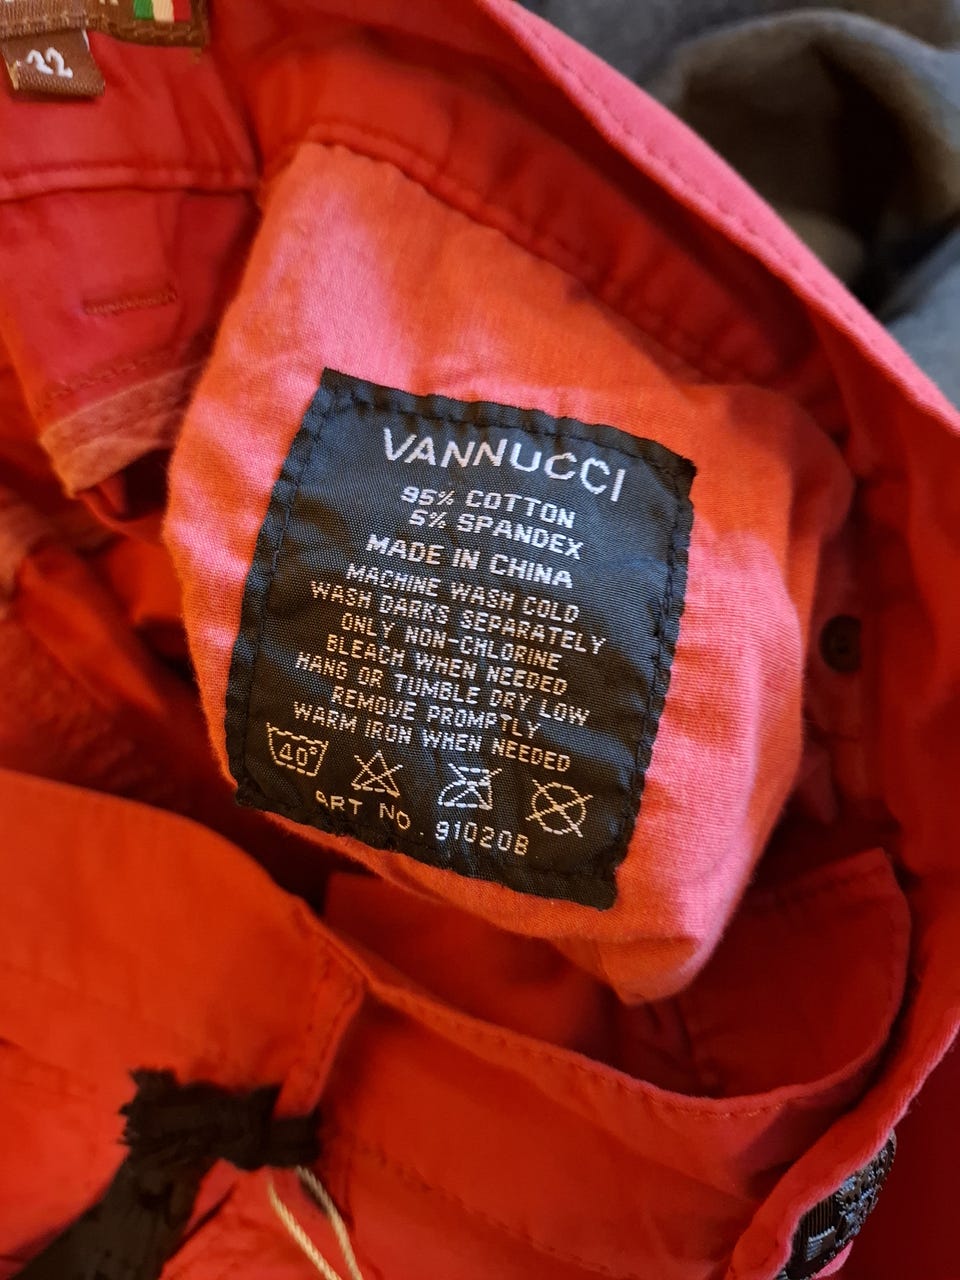 VANNUCCI
95% COTTON
5% SPANDEX
MADE IN CHINA
MACHINE WASH COLD
WASH DARKS SEPARATELY
ONLY NON-CHLORINE
BLEACH WHEN NEEDED
HANG OR TUMBLE DRY LOW
REMOVE PROMPTLY
WARM IRON WHEN NEEDED
40°
ART NO. 91020B